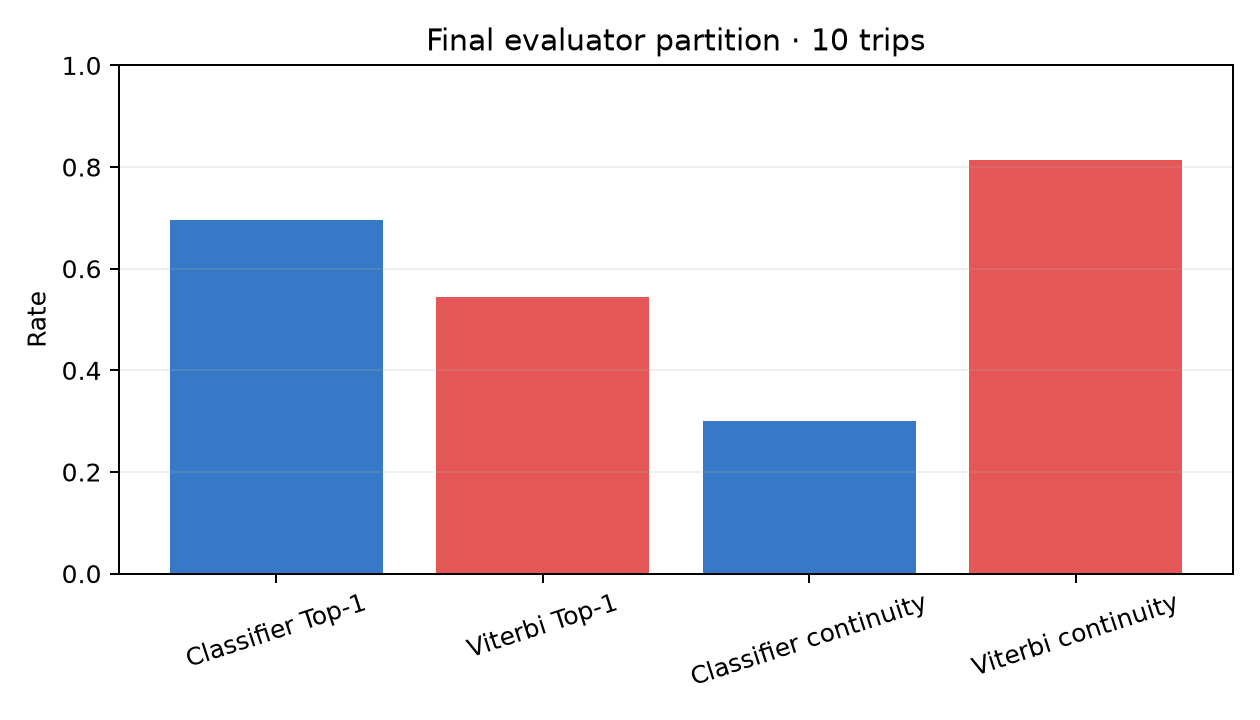 Final evaluator partition · 10 trips
1.0
0.8
0.6
0.4
0.2
0.0
Rate
Classifier Top-1
Viterbi Top-1
Classifier continuity
Viterbi continuity